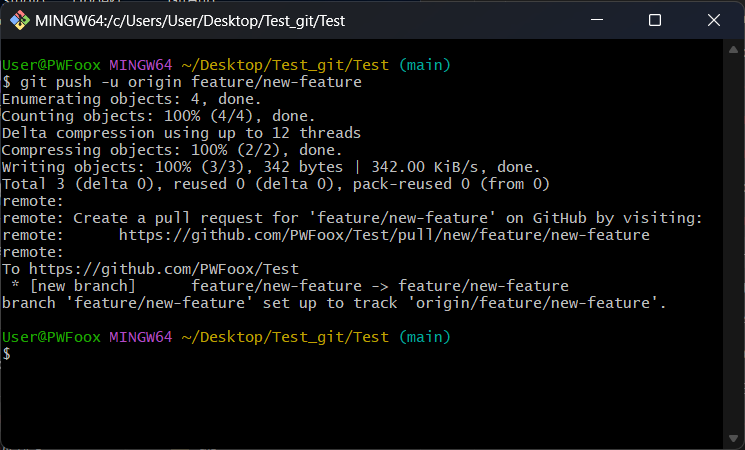 MINGW64:/c/Users/User/Desktop/Test_git/Test
User@PWFoox MINGW64 ~/Desktop/Test_git/Test (main)
$ git push -u origin feature/new-feature
Enumerating objects: 4, done.
Counting objects: 100% (4/4), done.
Delta compression using up to 12 threads
Compressing objects: 100% (2/2), done.
Writing objects: 100% (3/3), 342 bytes | 342.00 KiB/s, done.
Total 3 (delta 0), reused 0 (delta 0), pack-reused 0 (from 0)
remote:
remote: Create a pull request for 'feature/new-feature' on GitHub by visiting:
remote:      https://github.com/PWFoox/Test/pull/new/feature/new-feature
remote:
To https://github.com/PWFoox/Test
 * [new branch]      feature/new-feature -> feature/new-feature
branch 'feature/new-feature' set up to track 'origin/feature/new-feature'.
User@PWFoox MINGW64 ~/Desktop/Test_git/Test (main)
$